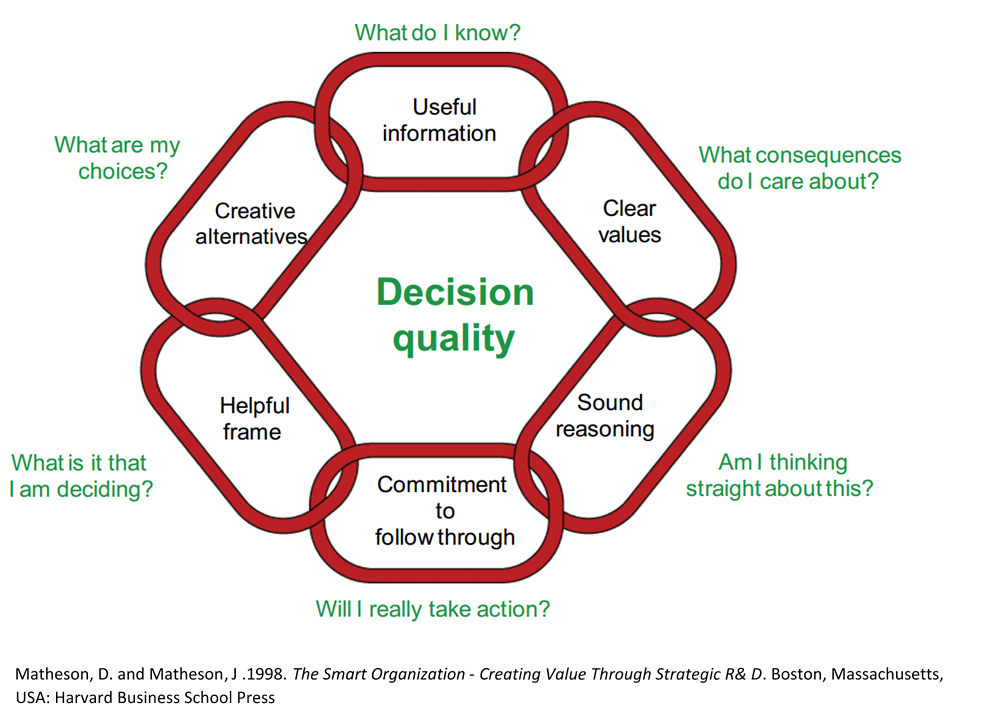 What do I know?
Useful
information
What are my
choices?
What consequences
do I care about?
Creative
alternatives
Clear
values
Decision
quality
Helpful
frame
Sound
reasoning
What is it that
I am deciding?
Am I thinking
straight about this?
Commitment
to
follow through
Will I really take action?
Matheson, D. and Matheson, J .1998. The Smart Organization - Creating Value Through Strategic R& D. Boston, Massachusetts,
USA: Harvard Business School Press